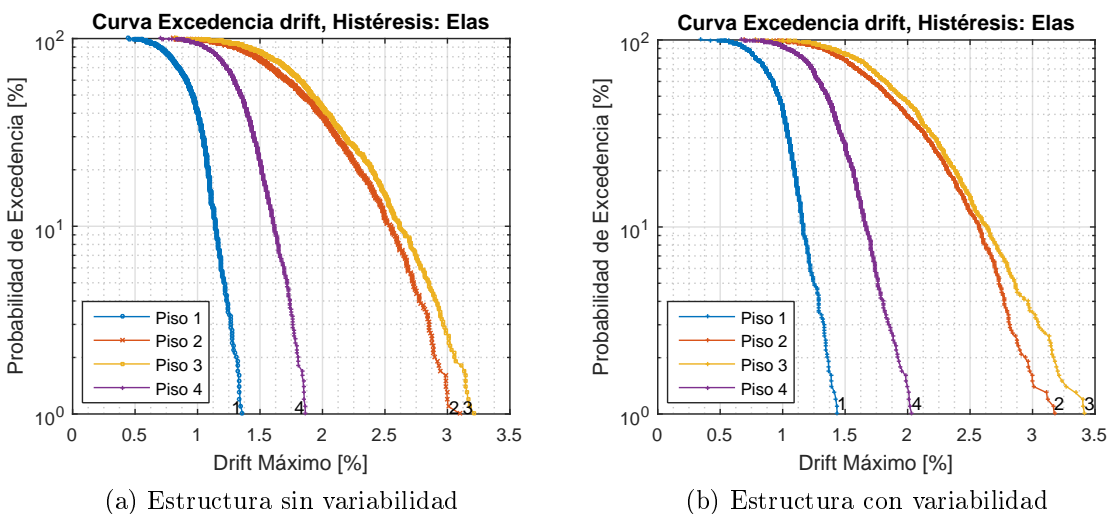 Curva Excedencia drift, Histéresis: Elas
Probabilidad de Excedencia [%]
10^2
10^1
10^0
Piso 1
Piso 2
Piso 3
Piso 4
1
4
2
3
0 0.5 1 1.5 2 2.5 3 3.5
Drift Máximo [%]
(a) Estructura sin variabilidad
Curva Excedencia drift, Histéresis: Elas
Probabilidad de Excedencia [%]
10^2
10^1
10^0
Piso 1
Piso 2
Piso 3
Piso 4
1
4
2
3
0 0.5 1 1.5 2 2.5 3 3.5
Drift Máximo [%]
(b) Estructura con variabilidad